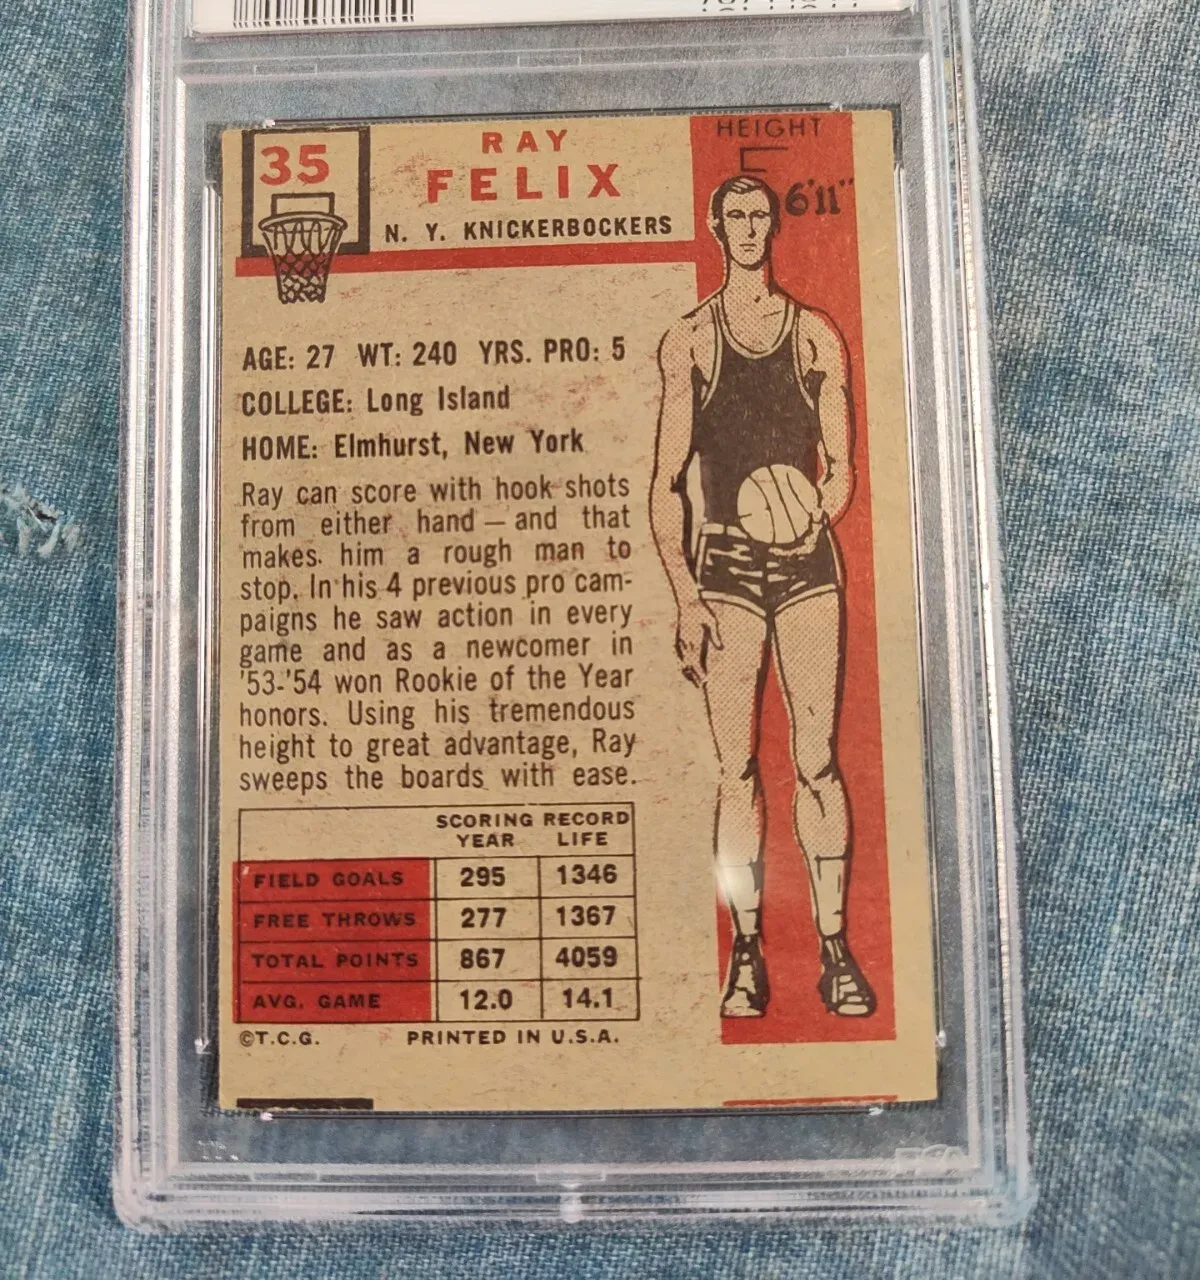 35
RAY
FELIX
N. Y. KNICKERBOCKERS
HEIGHT
6'11"
AGE: 27 WT: 240 YRS. PRO: 5
COLLEGE: Long Island
HOME: Elmhurst, New York
Ray can score with hook shots
from either hand — and that
makes him a rough man to
stop. In his 4 previous pro cam-
paigns he saw action in every
game and as a newcomer in
'53-'54 won Rookie of the Year
honors. Using his tremendous
height to great advantage, Ray
sweeps the boards with ease.
SCORING RECORD
YEAR LIFE
FIELD GOALS 295 1346
FREE THROWS 277 1367
TOTAL POINTS 867 4059
AVG. GAME 12.0 14.1
©T.C.G. PRINTED IN U.S.A.